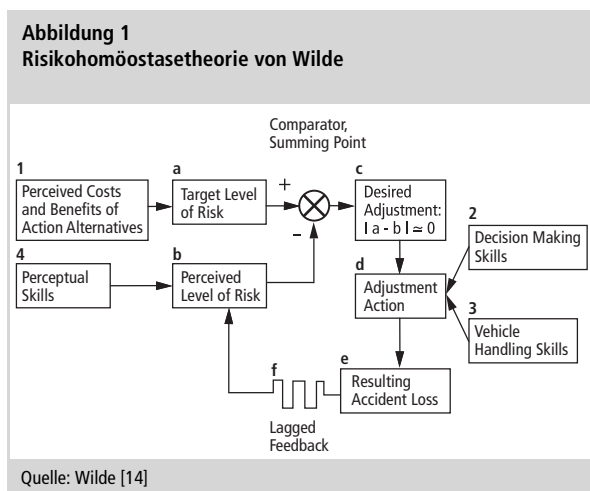 Abbildung 1
Risikohomöostasetheorie von Wilde
Comparator,
Summing Point
1
Perceived Costs
and Benefits of
Action Alternatives
a
Target Level
of Risk
+
−
c
Desired
Adjustment:
I a - b I ≃ 0
2
Decision Making
Skills
4
Perceptual
Skills
b
Perceived
Level of Risk
d
Adjustment
Action
3
Vehicle
Handling Skills
f
Lagged
Feedback
e
Resulting
Accident Loss
Quelle: Wilde [14]